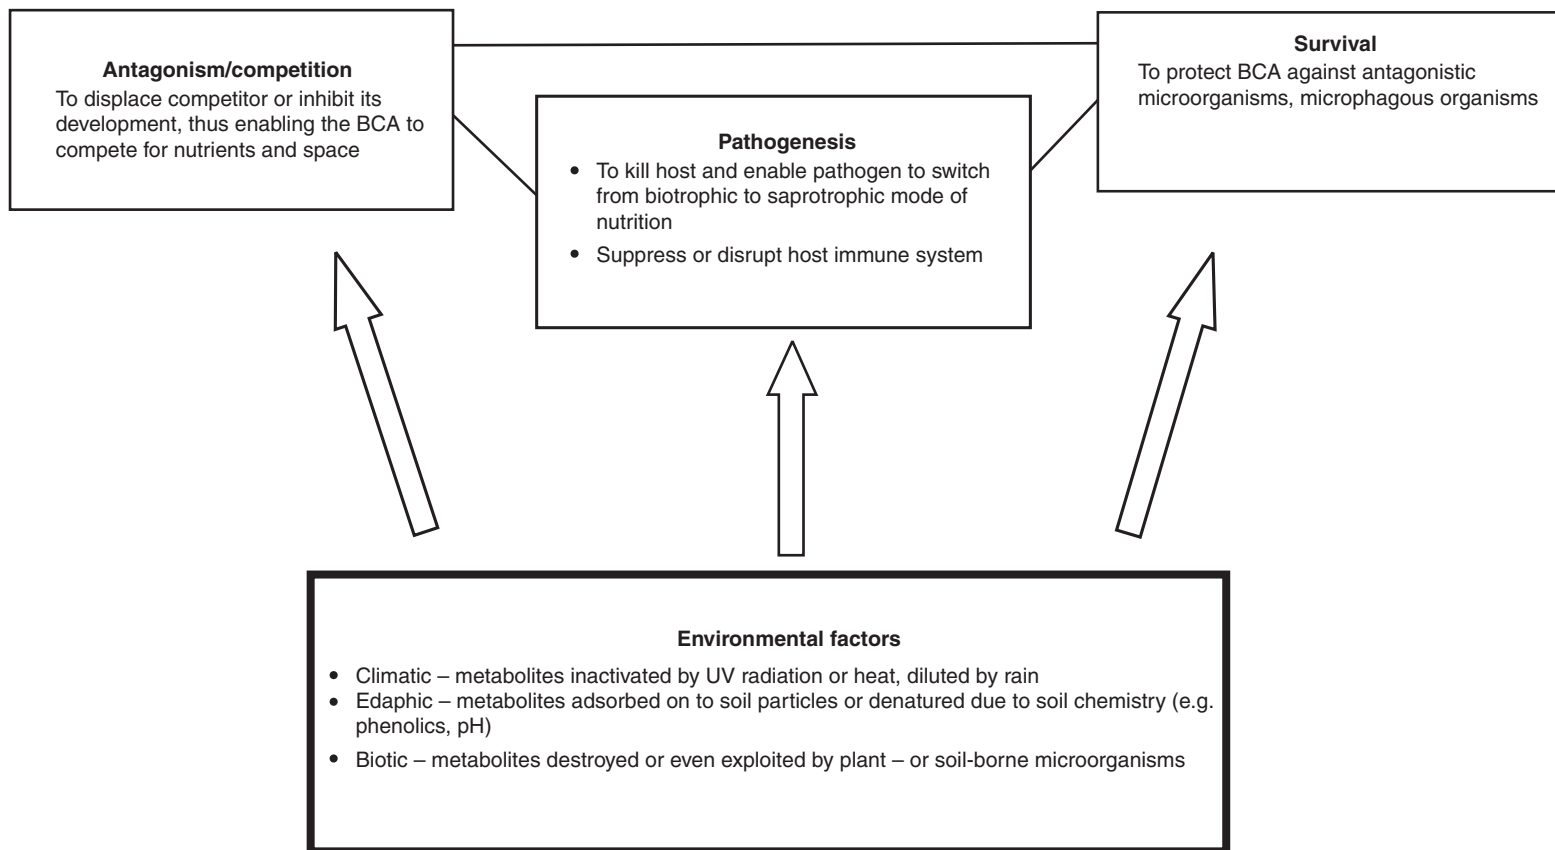 Antagonism/competition
To displace competitor or inhibit its
development, thus enabling the BCA to
compete for nutrients and space
Pathogenesis
• To kill host and enable pathogen to switch
from biotrophic to saprotrophic mode of
nutrition
• Suppress or disrupt host immune system
Survival
To protect BCA against antagonistic
microorganisms, microphagous organisms
Environmental factors
• Climatic – metabolites inactivated by UV radiation or heat, diluted by rain
• Edaphic – metabolites adsorbed on to soil particles or denatured due to soil chemistry (e.g.
phenolics, pH)
• Biotic – metabolites destroyed or even exploited by plant – or soil-borne microorganisms